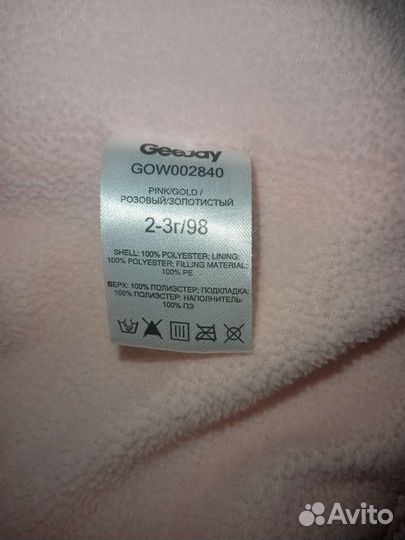 GeeJay
GOW002840
PINK/GOLD /
РОЗОВЫЙ/ЗОЛОТИСТЫЙ
2-3г/98
SHELL: 100% POLYESTER; LINING:
100% POLYESTER; FILLING MATERIAL:
100% PE
ВЕРХ: 100% ПОЛИЭСТЕР; ПОДКЛАДКА:
100% ПОЛИЭСТЕР; НАПОЛНИТЕЛЬ:
100% ПЭ
Avito